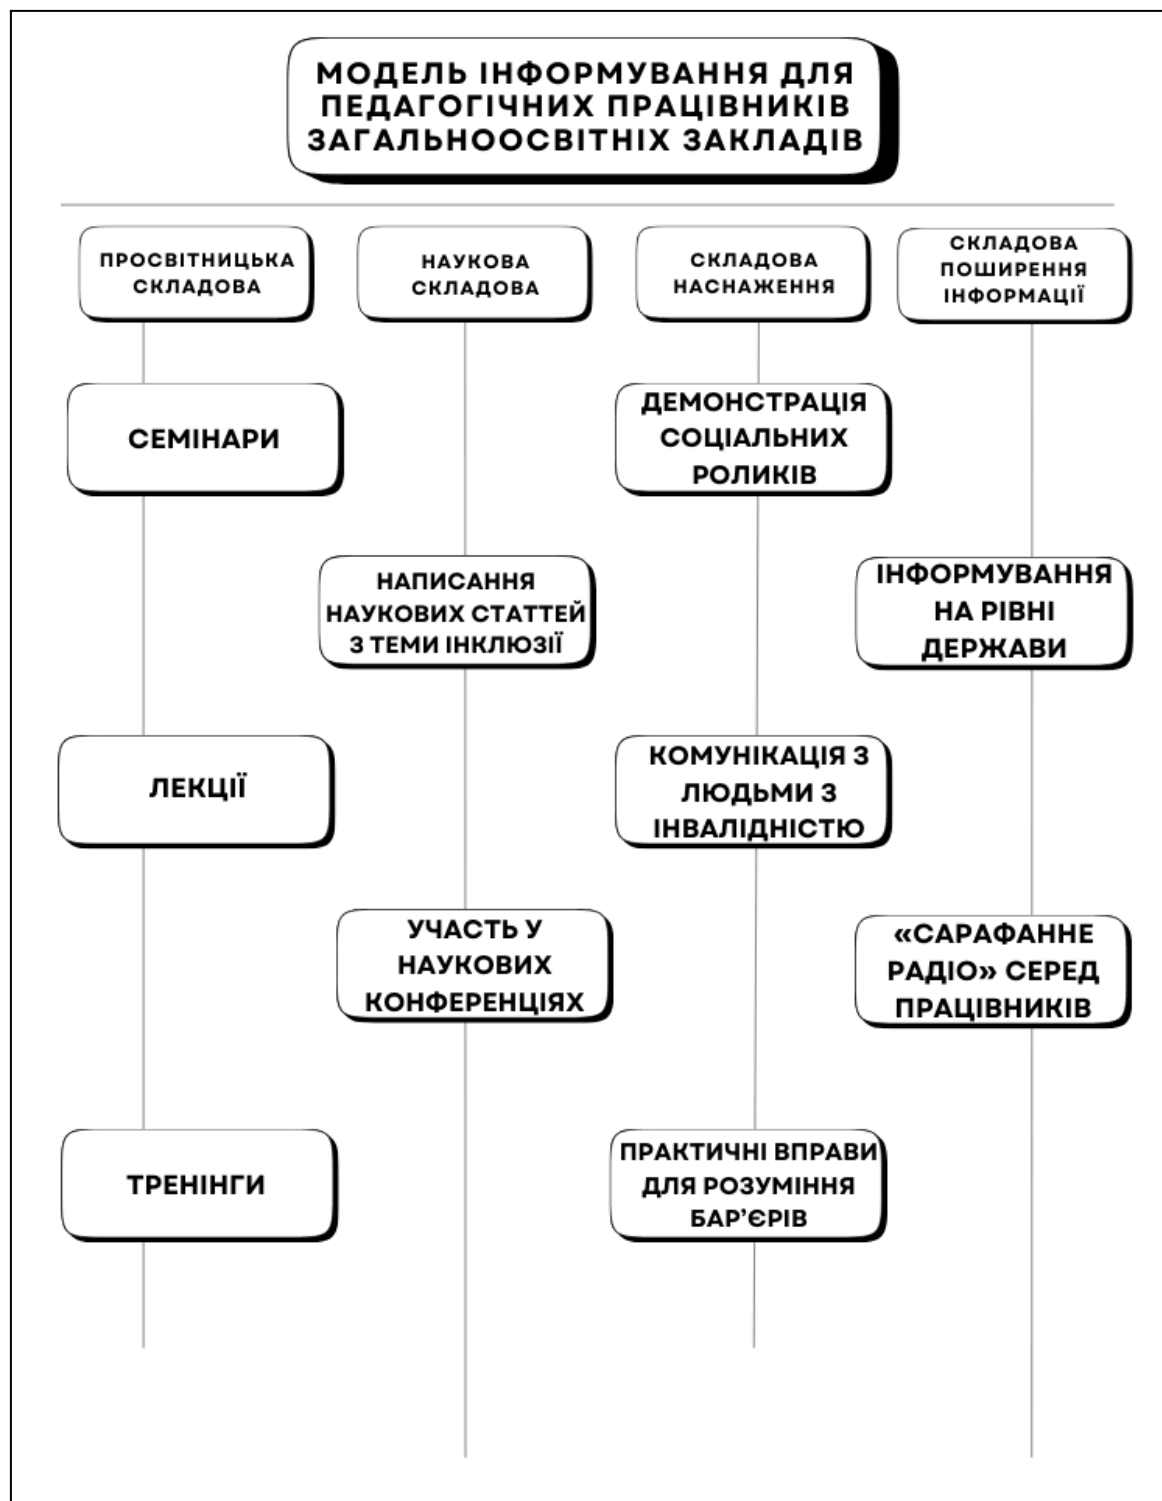 МОДЕЛЬ ІНФОРМУВАННЯ ДЛЯ
ПЕДАГОГІЧНИХ ПРАЦІВНИКІВ
ЗАГАЛЬНООСВІТНІХ ЗАКЛАДІВ
ПРОСВІТНИЦЬКА
СКЛАДОВА
НАУКОВА
СКЛАДОВА
СКЛАДОВА
НАСНАЖЕННЯ
СКЛАДОВА
ПОШИРЕННЯ
ІНФОРМАЦІЇ
СЕМІНАРИ
ДЕМОНСТРАЦІЯ
СОЦІАЛЬНИХ
РОЛИКІВ
НАПИСАННЯ
НАУКОВИХ СТАТТЕЙ
З ТЕМИ ІНКЛЮЗІЇ
ІНФОРМУВАННЯ
НА РІВНІ
ДЕРЖАВИ
ЛЕКЦІЇ
КОМУНІКАЦІЯ З
ЛЮДЬМИ З
ІНВАЛІДНІСТЮ
УЧАСТЬ У
НАУКОВИХ
КОНФЕРЕНЦІЯХ
«САРАФАННЕ
РАДІО» СЕРЕД
ПРАЦІВНИКІВ
ТРЕНІНГИ
ПРАКТИЧНІ ВПРАВИ
ДЛЯ РОЗУМІННЯ
БАР’ЄРІВ